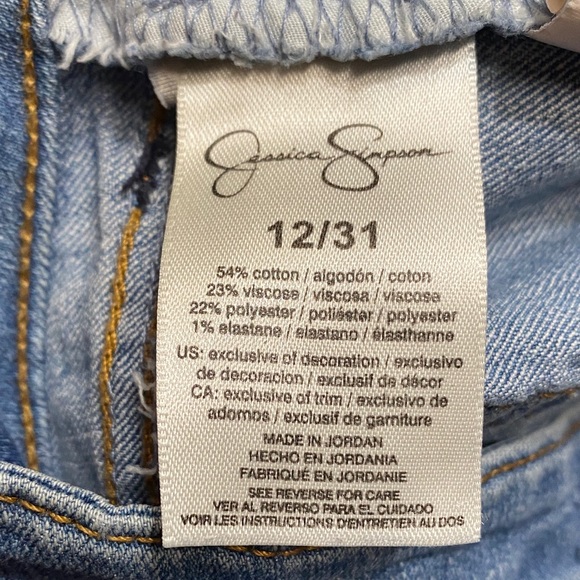 Jessica Simpson
12/31
54% cotton / algodón / coton
23% viscose / viscosa / viscose
22% polyester / poliéster / polyester
1% elastane / elastano / élasthanne
US: exclusive of decoration / exclusivo
de decoracion / exclusif de décor
CA: exclusive of trim / exclusivo de
adornos / exclusif de garniture
MADE IN JORDAN
HECHO EN JORDANIA
FABRIQUÉ EN JORDANIE
SEE REVERSE FOR CARE
VER AL REVERSO PARA EL CUIDADO
VOIR LES INSTRUCTIONS D'ENTRETIEN AU DOS